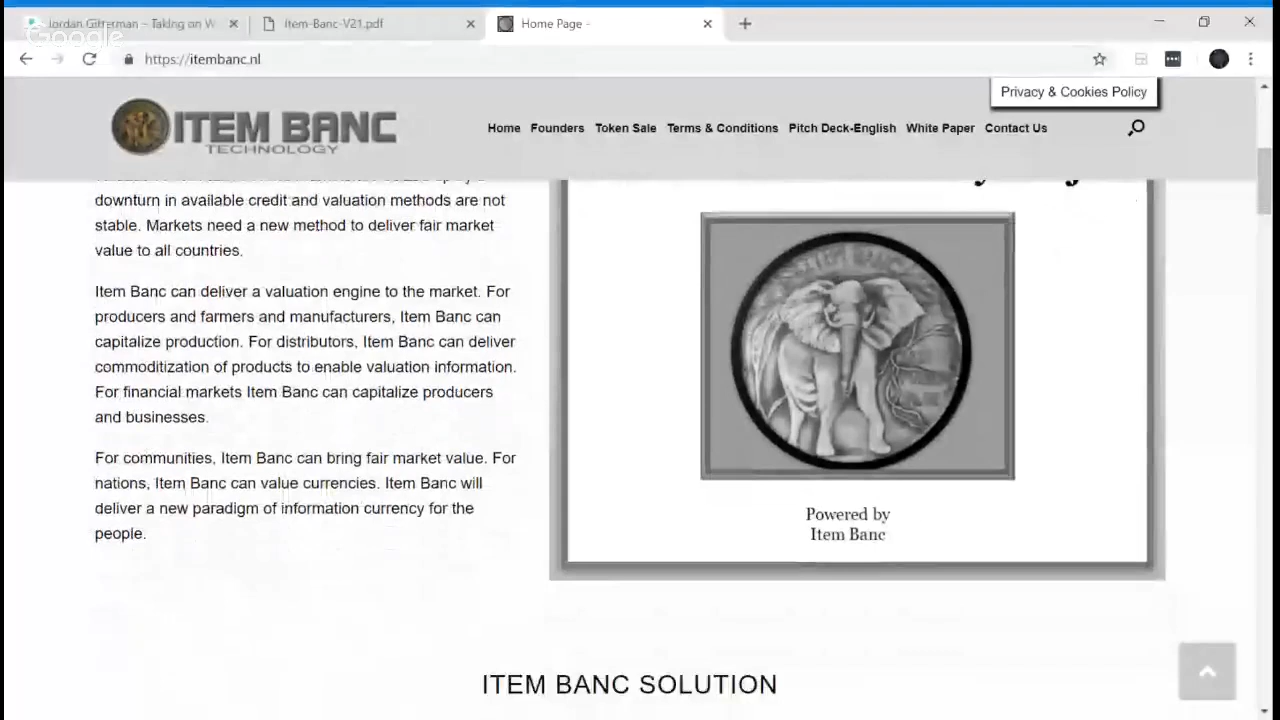 Jordan Gitterman – Taking on W
Item-Banc-V21.pdf
Home Page -
Google
https://itembanc.nl
Privacy & Cookies Policy
ITEM BANC
TECHNOLOGY
Home Founders Token Sale Terms & Conditions Pitch Deck-English White Paper Contact Us
downturn in available credit and valuation methods are not
stable. Markets need a new method to deliver fair market
value to all countries.
Item Banc can deliver a valuation engine to the market. For
producers and farmers and manufacturers, Item Banc can
capitalize production. For distributors, Item Banc can deliver
commoditization of products to enable valuation information.
For financial markets Item Banc can capitalize producers
and businesses.
For communities, Item Banc can bring fair market value. For
nations, Item Banc can value currencies. Item Banc will
deliver a new paradigm of information currency for the
people.
Powered by
Item Banc
ITEM BANC SOLUTION